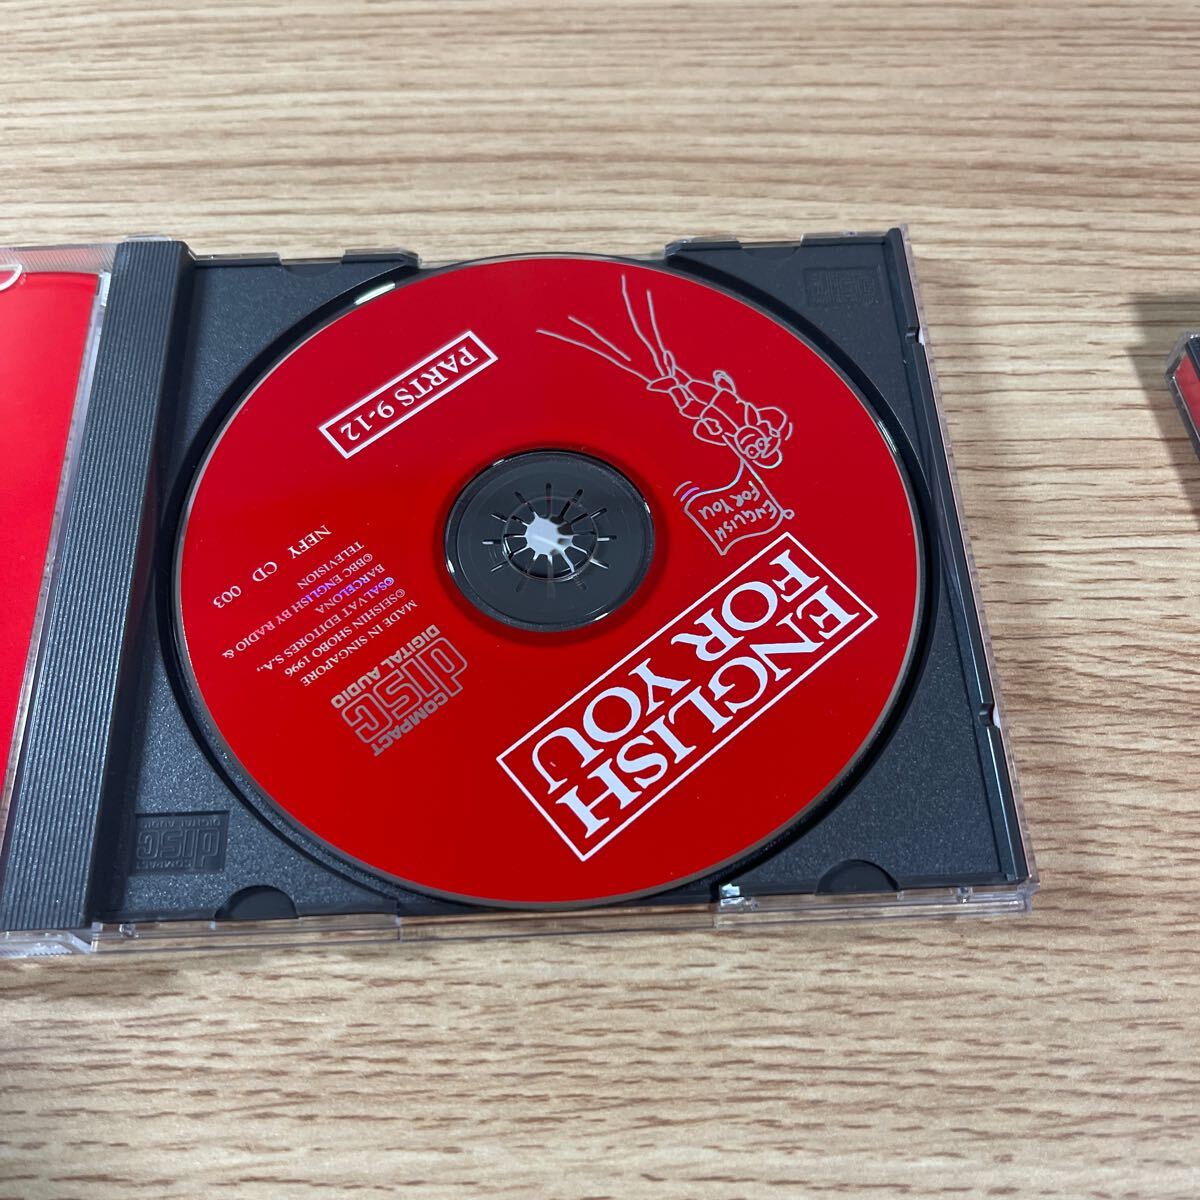 ENGLISH
FOR YOU
ENGLISH
FOR YOU
PARTS 9-12
NEFY CD 003
©BBC ENGLISH BY RADIO &
TELEVISION
©SALVAT EDITORES S.A.,
BARCELONA
©SEISHIN SHOBO 1996
MADE IN SINGAPORE
COMPACT
disc
DIGITAL AUDIO
COMPACT
disc
DIGITAL AUDIO
disc